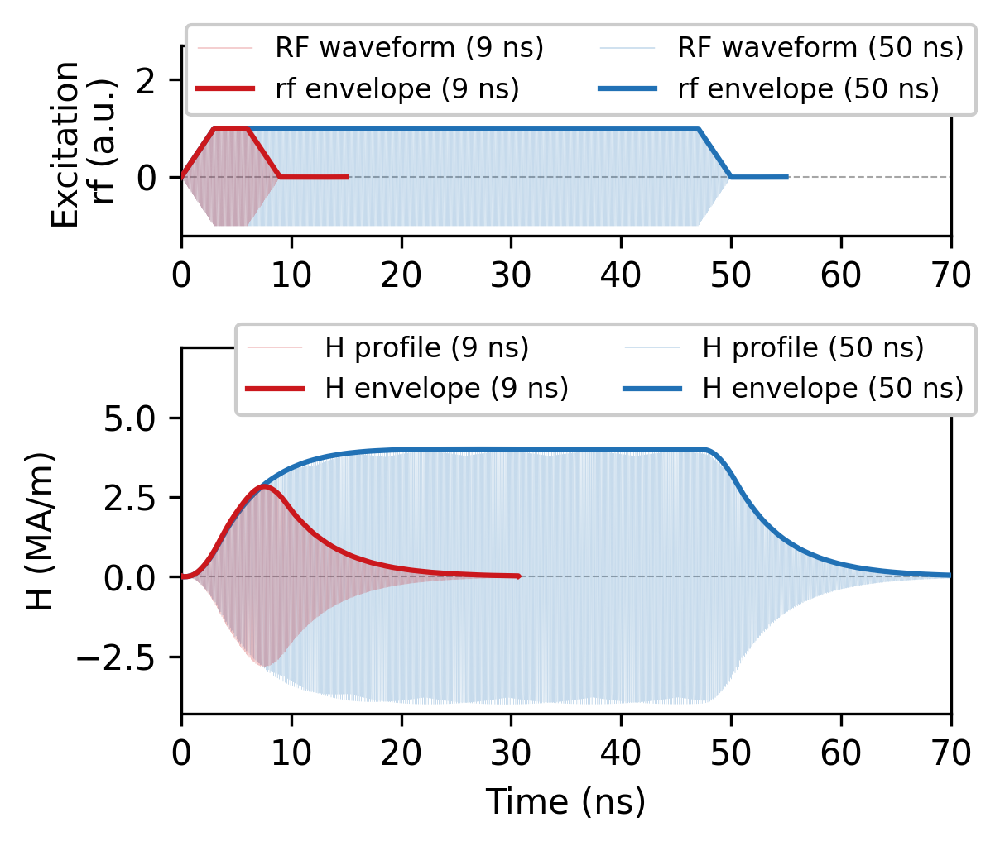 RF waveform (9 ns)
RF waveform (50 ns)
rf envelope (9 ns)
rf envelope (50 ns)
Excitation
rf (a.u.)
2
0
0 10 20 30 40 50 60 70
H profile (9 ns)
H profile (50 ns)
H envelope (9 ns)
H envelope (50 ns)
H (MA/m)
5.0
2.5
0.0
−2.5
0 10 20 30 40 50 60 70
Time (ns)